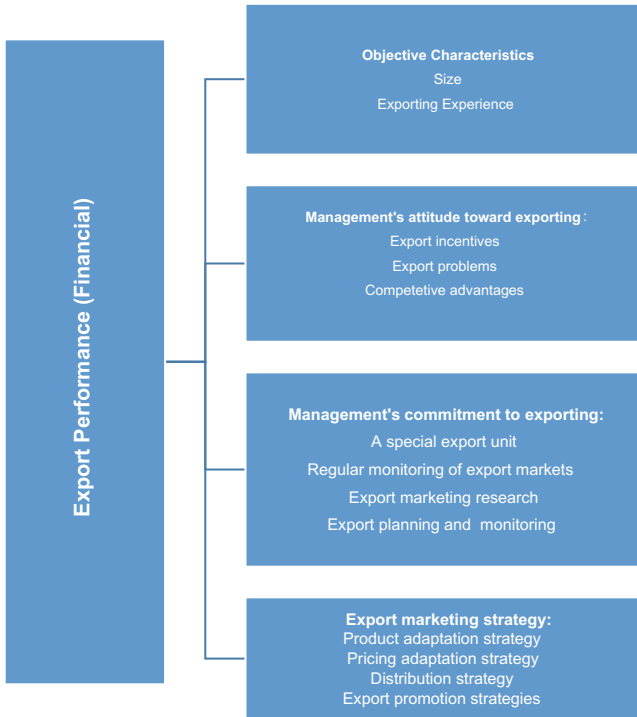 Export Performance (Financial)
Objective Characteristics
Size
Exporting Experience
Management's attitude toward exporting:
Export incentives
Export problems
Competetive advantages
Management's commitment to exporting:
A special export unit
Regular monitoring of export markets
Export marketing research
Export planning and monitoring
Export marketing strategy:
Product adaptation strategy
Pricing adaptation strategy
Distribution strategy
Export promotion strategies